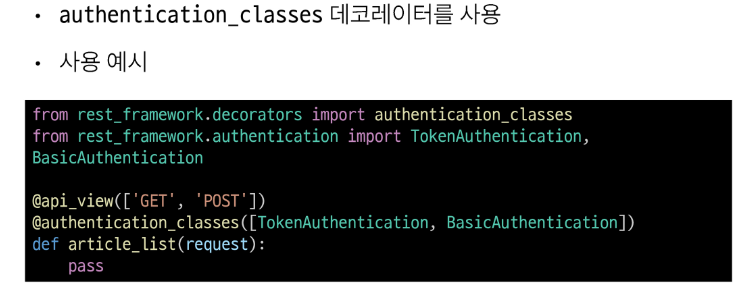 • authentication_classes 데코레이터를 사용
• 사용 예시
from rest_framework.decorators import authentication_classes
from rest_framework.authentication import TokenAuthentication,
BasicAuthentication
@api_view(['GET', 'POST'])
@authentication_classes([TokenAuthentication, BasicAuthentication])
def article_list(request):
    pass